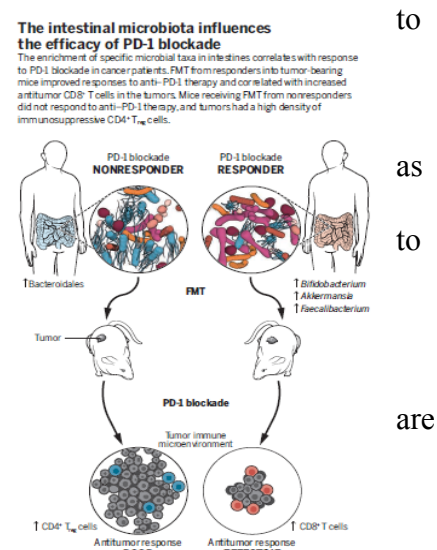 The intestinal microbiota influences
the efficacy of PD-1 blockade
The enrichment of specific microbial taxa in intestines correlates with response
to PD-1 blockade in cancer patients. FMT from responders into tumor-bearing
mice improved responses to anti–PD-1 therapy and correlated with increased
antitumor CD8⁺ T cells in the tumors. Mice receiving FMT from nonresponders
did not respond to anti–PD-1 therapy, and tumors had a high density of
immunosuppressive CD4⁺ Treg cells.
to
as
to
are
PD-1 blockade
NONRESPONDER
PD-1 blockade
RESPONDER
↑ Bacteroidales
↑ Bifidobacterium
↑ Akkermansia
↑ Faecalibacterium
FMT
Tumor
PD-1 blockade
Tumor immune
microenvironment
↑ CD4⁺ Treg cells
↑ CD8⁺ T cells
Antitumor response
Antitumor response